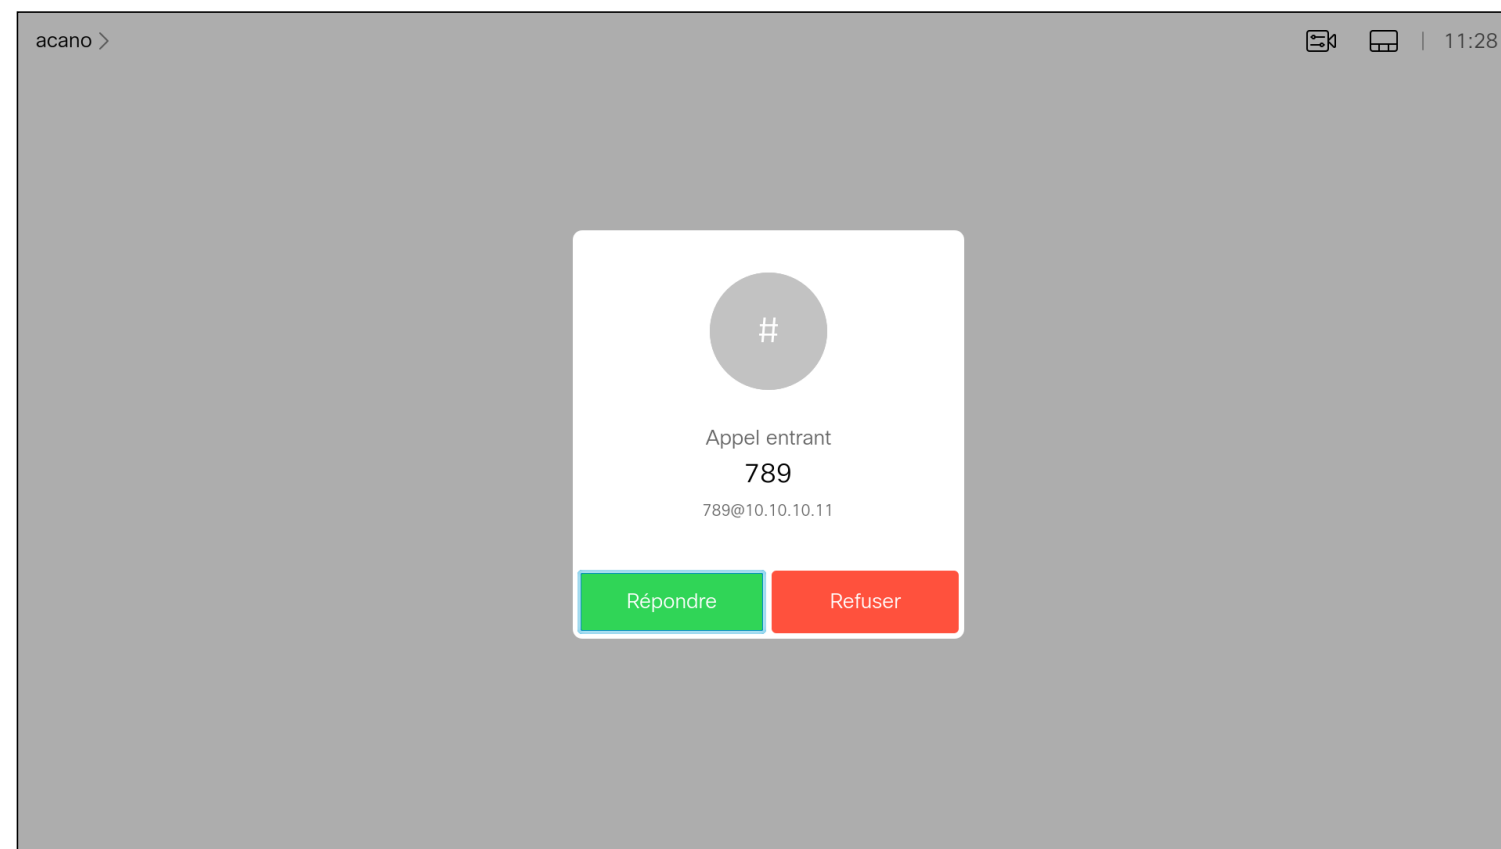 acano
11:28
#
Appel entrant
789
789@10.10.10.11
Répondre
Refuser